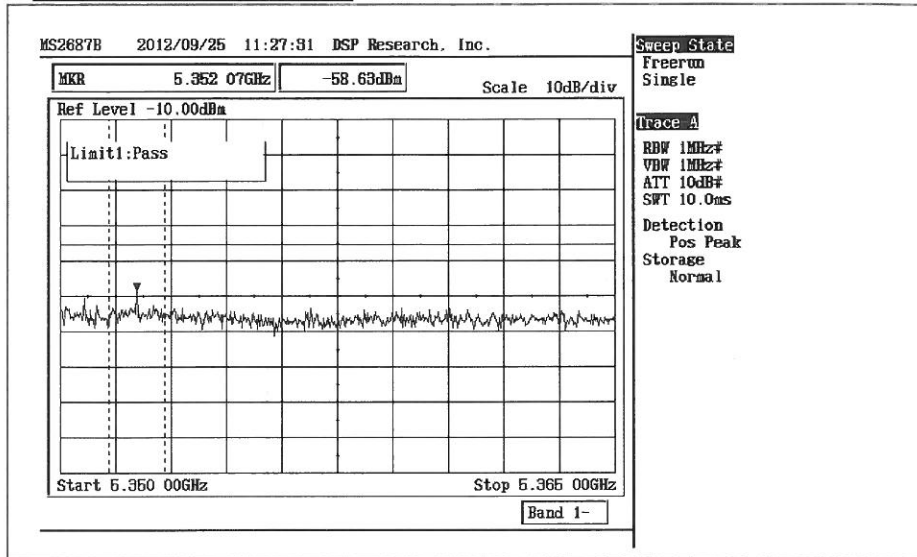 MS2687B 2012/09/25 11:27:31 DSP Research, Inc.
MKR 5.352 07GHz -58.63dBm
Scale 10dB/div
Ref Level -10.00dBm
Limit1:Pass
Start 5.350 00GHz Stop 5.365 00GHz
Band 1-
Sweep State
Freerun
Single
Trace A
RBW 1MHz#
VBW 1MHz#
ATT 10dB#
SWT 10.0ms
Detection
Pos Peak
Storage
Normal